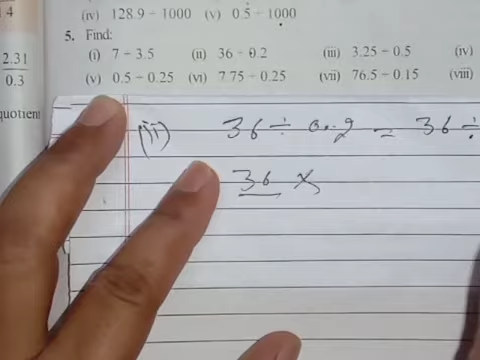 14
(iv) 128.9 ÷ 1000 (v) 0.5 ÷ 1000
5. Find:
2.31
0.3
(i) 7 ÷ 3.5 (ii) 36 ÷ 0.2 (iii) 3.25 ÷ 0.5 (iv)
(v) 0.5 ÷ 0.25 (vi) 7.75 ÷ 0.25 (vii) 76.5 ÷ 0.15 (viii)
quotient
(ii) 36 ÷ 0.2 = 36 ÷
36 ×